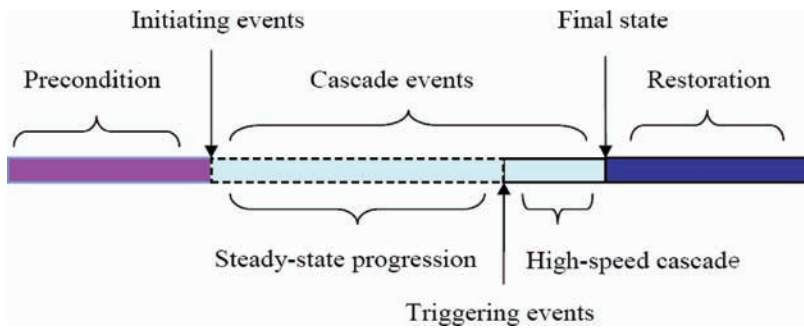 Initiating events
Final state
Precondition
Cascade events
Restoration
Steady-state progression
High-speed cascade
Triggering events